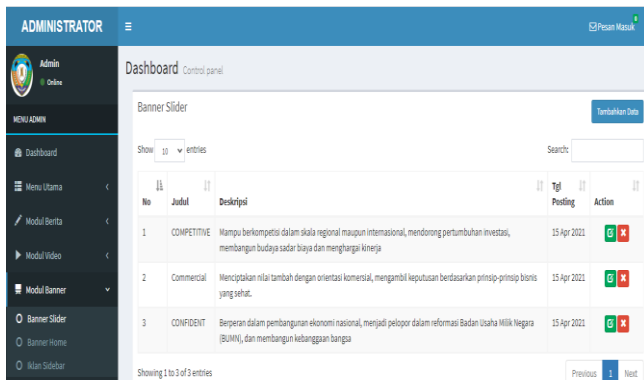 ADMINISTRATOR
Pesan Masuk
0
Admin
Online
MENU ADMIN
Dashboard
Menu Utama
Modul Berita
Modul Video
Modul Banner
Banner Slider
Banner Home
Iklan Sidebar
Dashboard Control panel
Banner Slider
Tambahkan Data
Show 10 entries
Search:
No Judul Deskripsi Tgl Posting Action
1 COMPETITIVE Mampu berkompetisi dalam skala regional maupun internasional, mendorong pertumbuhan investasi, 15 Apr 2021
membangun budaya sadar biaya dan menghargai kinerja
2 Commercial Menciptakan nilai tambah dengan orientasi komersial, mengambil keputusan berdasarkan prinsip-prinsip bisnis 15 Apr 2021
yang sehat.
3 CONFIDENT Berperan dalam pembangunan ekonomi nasional, menjadi pelopor dalam reformasi Badan Usaha Milik Negara 15 Apr 2021
(BUMN), dan membangun kebanggaan bangsa
Showing 1 to 3 of 3 entries
Previous 1 Next